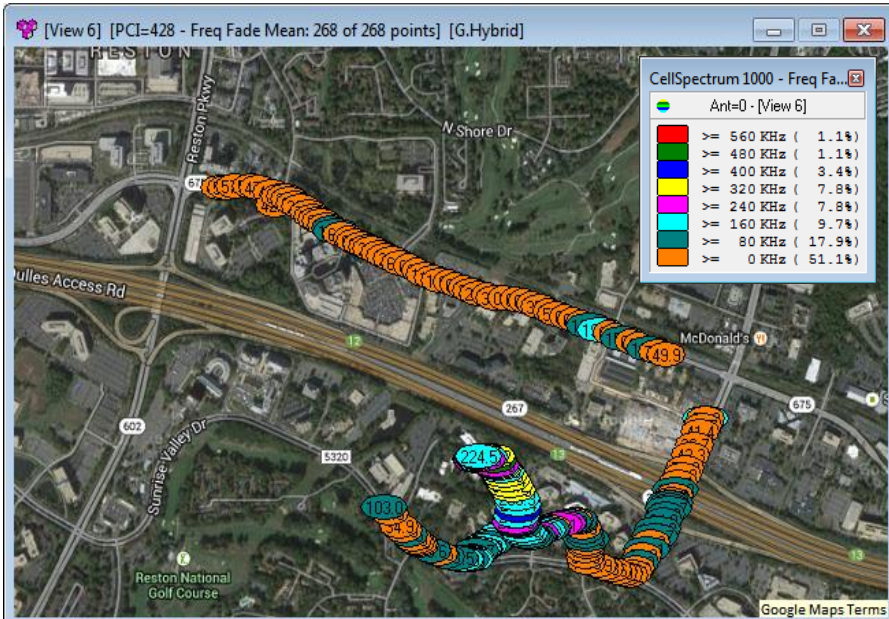 [View 6] [PCI=428 - Freq Fade Mean: 268 of 268 points] [G.Hybrid]
RESTON
Reston Pkwy
N Shore Dr
CellSpectrum 1000 - Freq Fa...
Ant=0 - [View 6]
>= 560 KHz ( 1.1%)
>= 480 KHz ( 1.1%)
>= 400 KHz ( 3.4%)
>= 320 KHz ( 7.8%)
>= 240 KHz ( 7.8%)
>= 160 KHz ( 9.7%)
>= 80 KHz ( 17.9%)
>= 0 KHz ( 51.1%)
Dulles Access Rd
12
McDonald's
49.9
675
602
267
Sunrise Valley Dr
5320
13
224.5
103.0
54.9
13
Reston National
Golf Course
Google Maps Terms